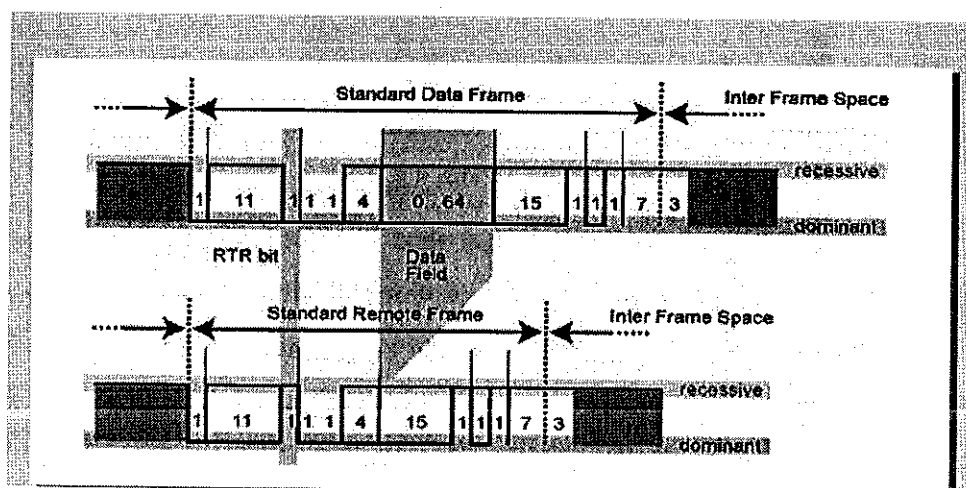 Standard Data Frame Inter Frame Space
recessive
1 11 1 1 1 4 0...64 15 1 1 1 7 3
dominant
RTR bit Data
Field
Standard Remote Frame Inter Frame Space
recessive
1 11 1 1 1 4 15 1 1 1 7 3
dominant